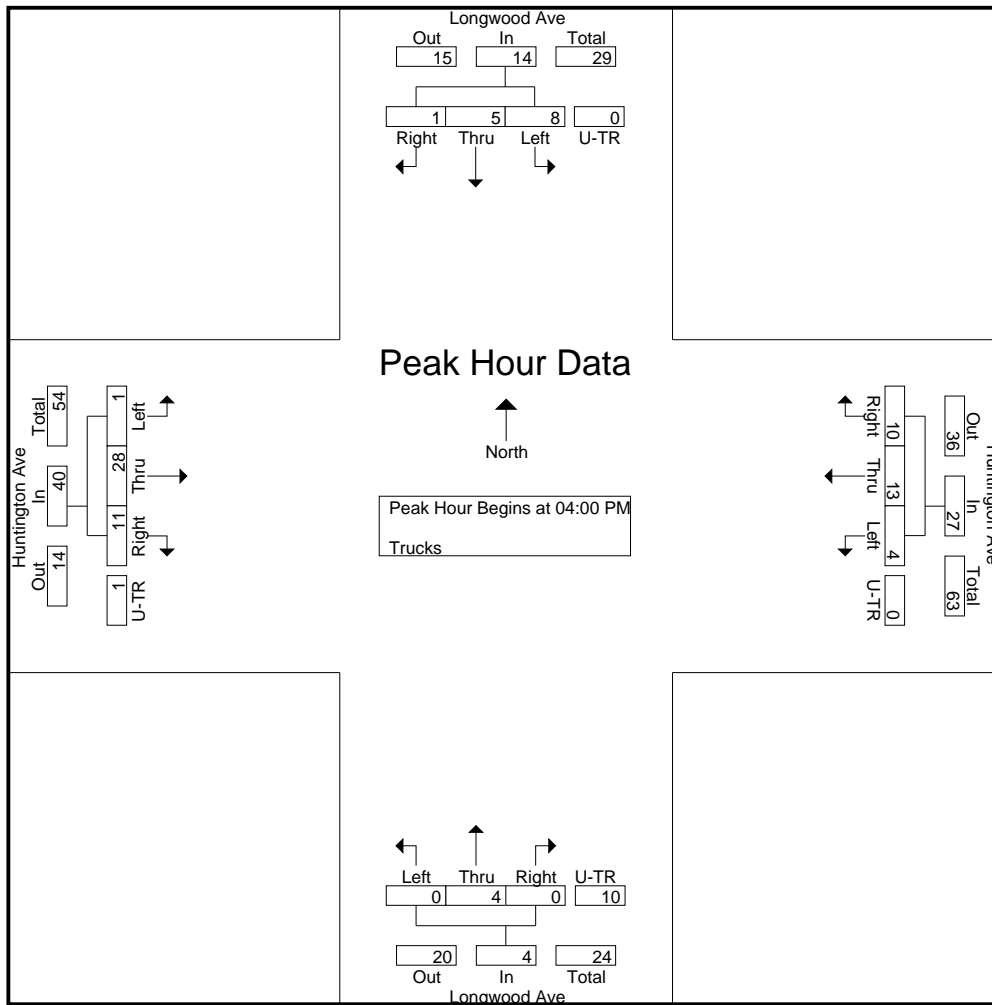 Longwood Ave
Out In Total
15 14 29
1 5 8 0
Right Thru Left U-TR
Peak Hour Data
North
Peak Hour Begins at 04:00 PM
Trucks
Huntington Ave
Total In Out
54 40 14
1 28 11 1
Left Thru Right U-TR
Right Thru Left U-TR
10 13 4 0
36 27 63
Out In Total
Huntington Ave
Left Thru Right U-TR
0 4 0 10
20 4 24
Out In Total
Longwood Ave